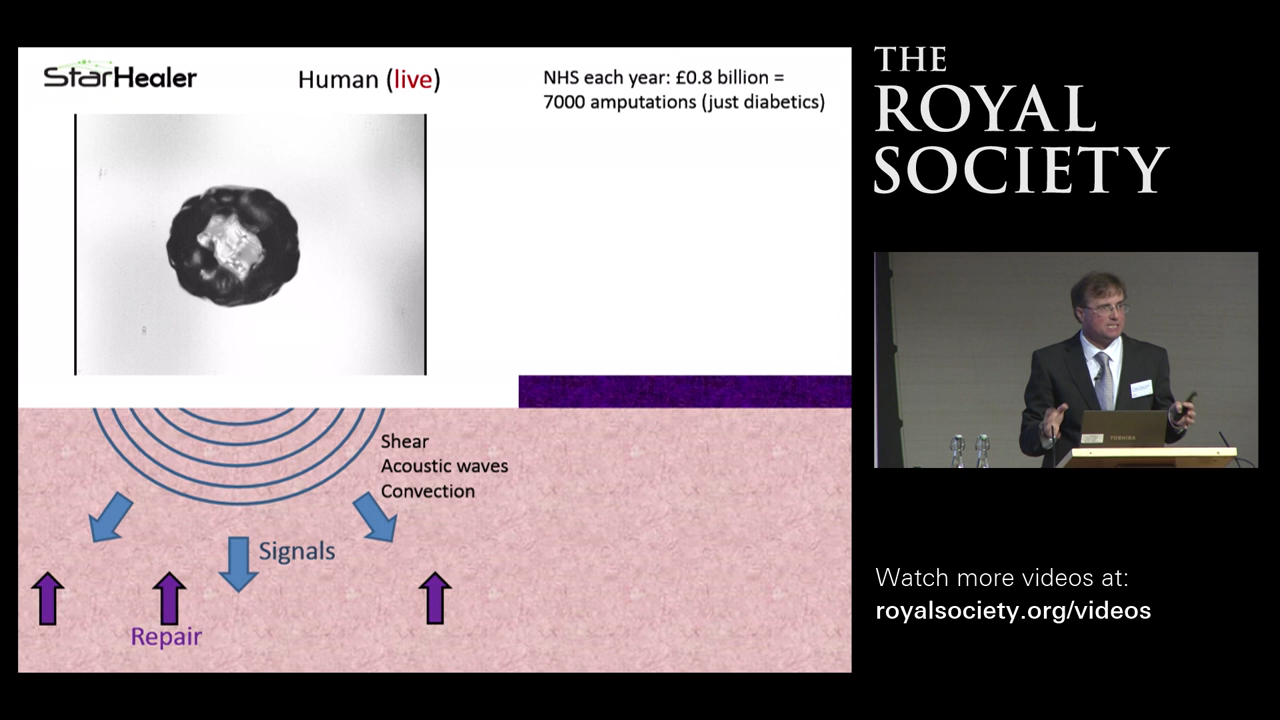 StarHealer
Human (live)
NHS each year: £0.8 billion =
7000 amputations (just diabetics)
Shear
Acoustic waves
Convection
Signals
Repair
THE
ROYAL
SOCIETY
TOSHIBA
Watch more videos at:
royalsociety.org/videos